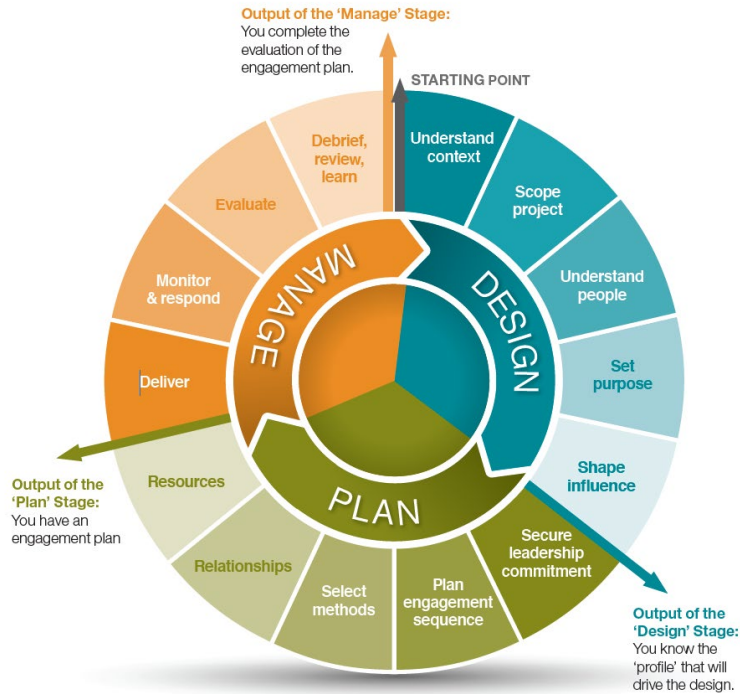 Output of the ‘Manage’ Stage:
You complete the
evaluation of the
engagement plan.
STARTING POINT
Understand
context
Scope
project
Understand
people
Set
purpose
Shape
influence
Secure
leadership
commitment
Plan
engagement
sequence
Select
methods
Relationships
Resources
Deliver
Monitor
& respond
Evaluate
Debrief,
review,
learn
MANAGE
DESIGN
PLAN
Output of the
‘Plan’ Stage:
You have an
engagement plan
Output of the
‘Design’ Stage:
You know the
‘profile’ that will
drive the design.